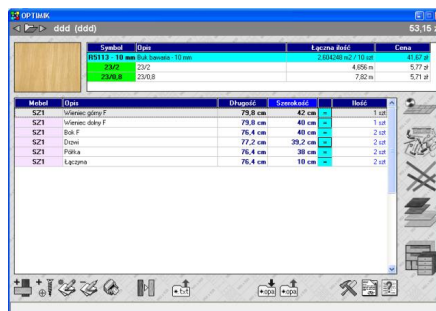 OPTIMIK
ddd (ddd) 53,15 z
Symbol Opis Łączna ilość Cena
R5113 - 10 mm Buk bawaria - 10 mm 2,604248 m2 / 10 szt 41,67 zł
23/2 23/2 4,656 m 5,77 zł
23/0,8 23/0,8 7,82 m 5,71 zł
Mebel Opis Długość Szerokość Ilość
SZ1 Wieniec górny F 79,8 cm 42 cm = 1 szt
SZ1 Wieniec dolny F 79,8 cm 40 cm = 1 szt
SZ1 Bok F 76,4 cm 40 cm = 2 szt
SZ1 Drzwi 77,2 cm 39,2 cm = 2 szt
SZ1 Półka 76,4 cm 38 cm = 2 szt
SZ1 Łączyna 76,4 cm 10 cm = 2 szt
txt opa opa